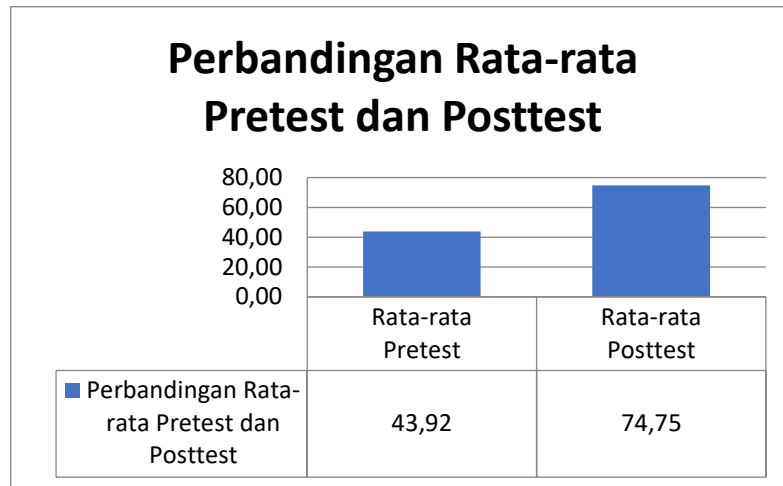 Perbandingan Rata-rata
Pretest dan Posttest
80,00
60,00
40,00
20,00
0,00
Rata-rata
Pretest
Rata-rata
Posttest
Perbandingan Rata-
rata Pretest dan
Posttest
43,92
74,75